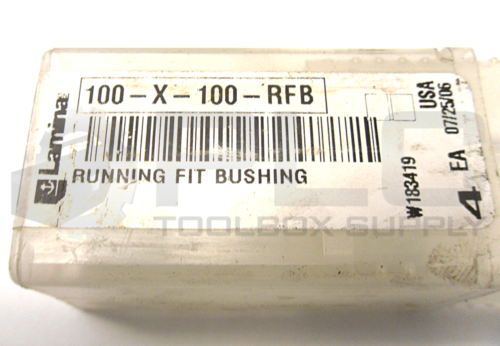 Lamina
100-X-100-RFB
RUNNING FIT BUSHING
W183419
USA
4 EA 07/25/06
TOOLBOX SUPPLY